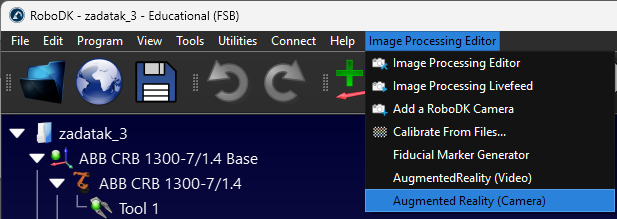 RoboDK - zadatak_3 - Educational (FSB)
File Edit Program View Tools Utilities Connect Help Image Processing Editor
Image Processing Editor
Image Processing Livefeed
Add a RoboDK Camera
Calibrate From Files...
Fiducial Marker Generator
AugmentedReality (Video)
Augmented Reality (Camera)
zadatak_3
ABB CRB 1300-7/1.4 Base
ABB CRB 1300-7/1.4
Tool 1